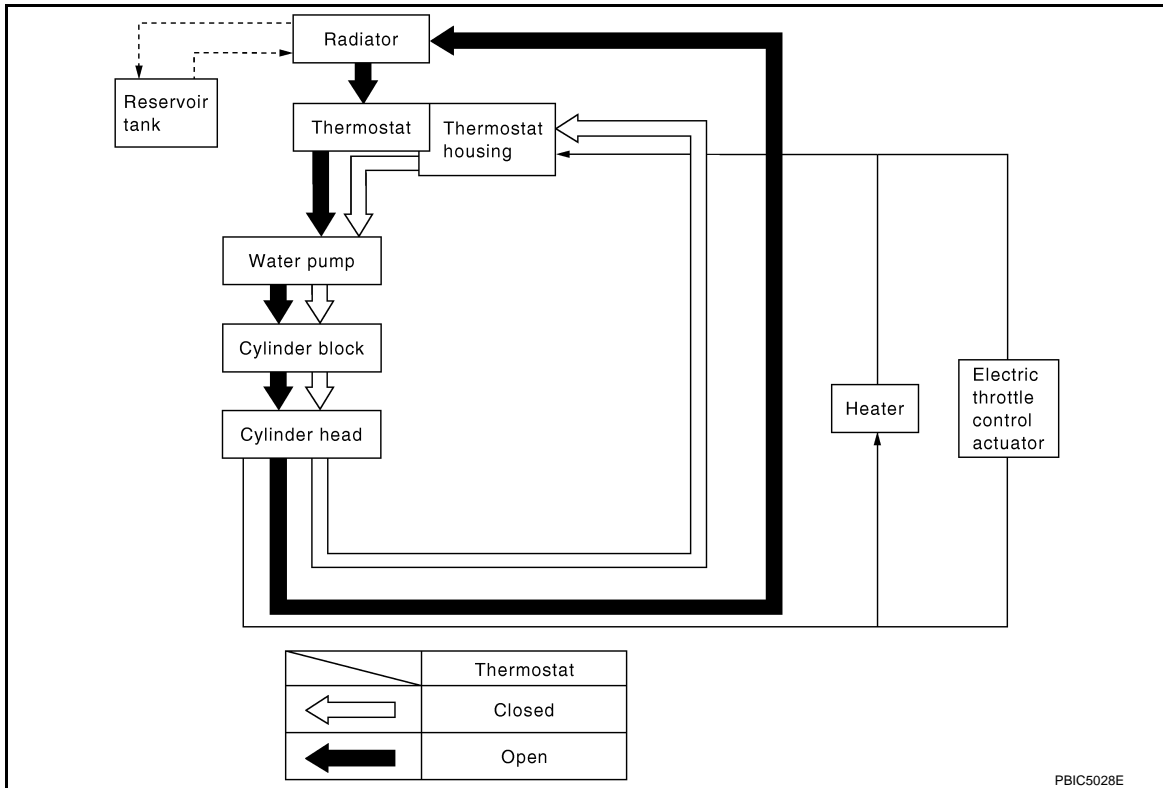 Radiator
Reservoir
tank
Thermostat
Thermostat
housing
Water pump
Cylinder block
Cylinder head
Heater
Electric
throttle
control
actuator
Thermostat
Closed
Open
PBIC5028E